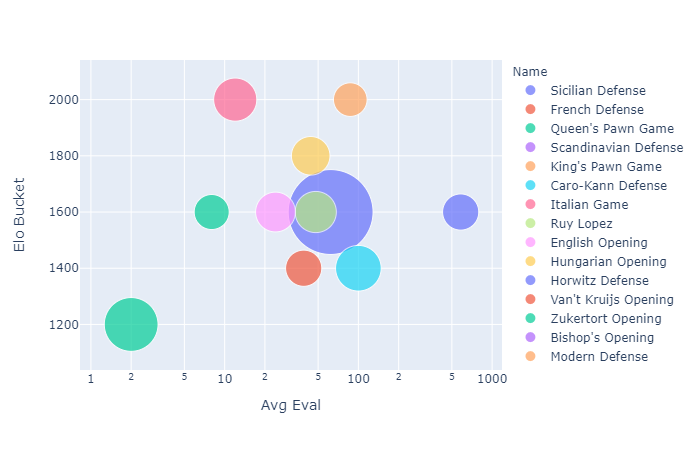 Name
Sicilian Defense
French Defense
Queen's Pawn Game
Scandinavian Defense
King's Pawn Game
Caro-Kann Defense
Italian Game
Ruy Lopez
English Opening
Hungarian Opening
Horwitz Defense
Van't Kruijs Opening
Zukertort Opening
Bishop's Opening
Modern Defense
Elo Bucket
2000
1800
1600
1400
1200
1 2 5 10 2 5 100 2 5 1000
Avg Eval